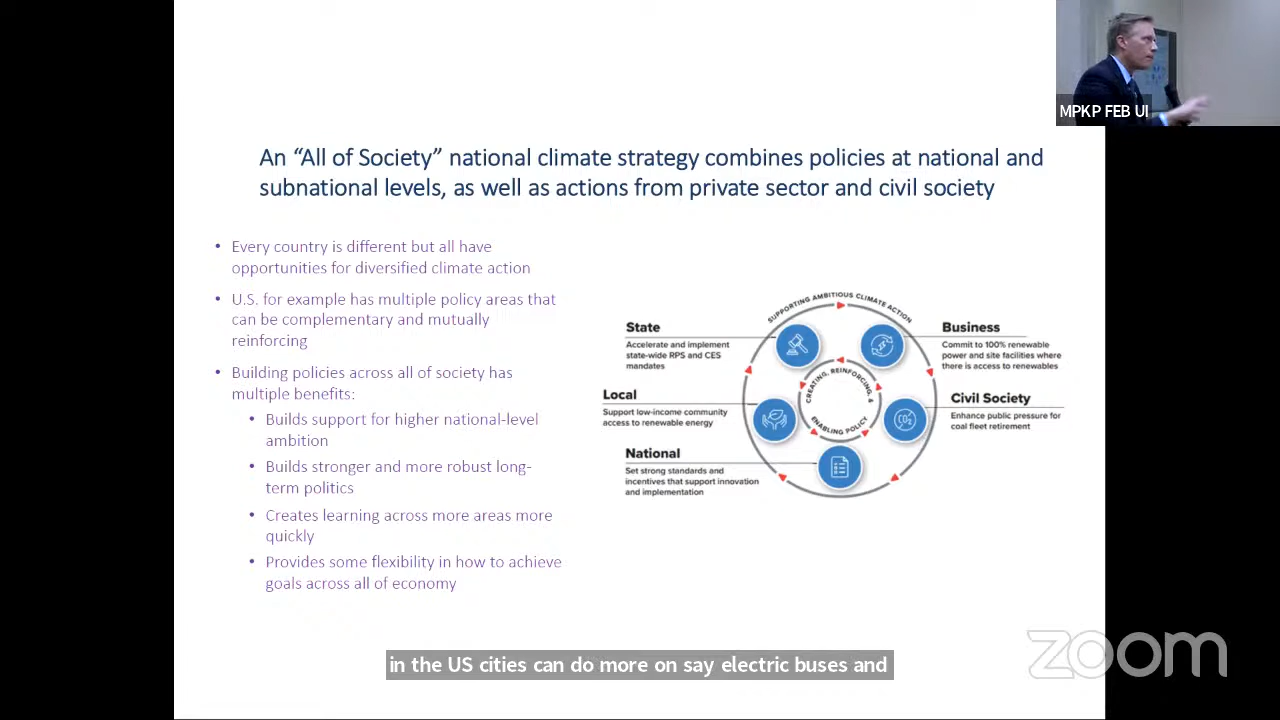 MPKP FEB UI
An “All of Society” national climate strategy combines policies at national and
subnational levels, as well as actions from private sector and civil society
• Every country is different but all have
opportunities for diversified climate action
• U.S. for example has multiple policy areas that
can be complementary and mutually
reinforcing
• Building policies across all of society has
multiple benefits:
• Builds support for higher national-level
ambition
• Builds stronger and more robust long-
term politics
• Creates learning across more areas more
quickly
• Provides some flexibility in how to achieve
goals across all of economy
SUPPORTING AMBITIOUS CLIMATE ACTION
CREATING, REINFORCING, &
ENABLING POLICY
State
Accelerate and implement
state-wide RPS and CES
mandates
Local
Support low-income community
access to renewable energy
National
Set strong standards and
incentives that support innovation
and implementation
Business
Commit to 100% renewable
power and site facilities where
there is access to renewables
Civil Society
Enhance public pressure for
coal fleet retirement
CO2
in the US cities can do more on say electric buses and
zoom